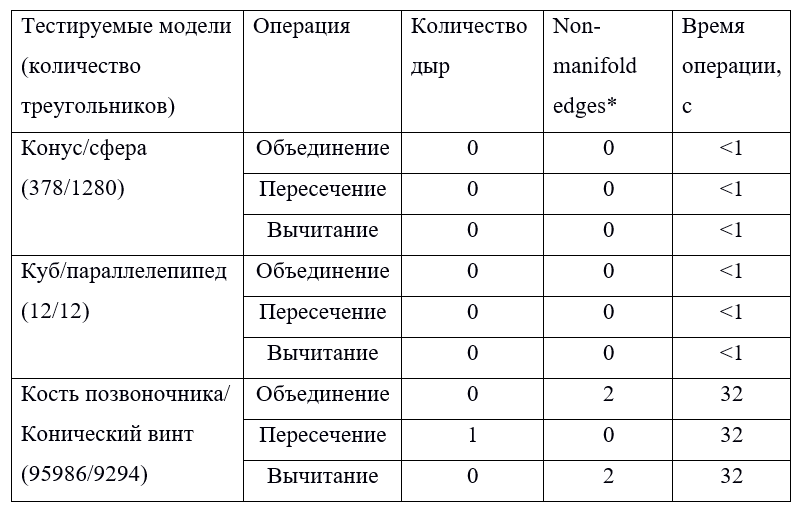 Тестируемые модели
(количество
треугольников)
Операция
Количество
дыр
Non-
manifold
edges*
Время
операции,
с
Конус/сфера
(378/1280)
Объединение 0 0 <1
Пересечение 0 0 <1
Вычитание 0 0 <1
Куб/параллелепипед
(12/12)
Объединение 0 0 <1
Пересечение 0 0 <1
Вычитание 0 0 <1
Кость позвоночника/
Конический винт
(95986/9294)
Объединение 0 2 32
Пересечение 1 0 32
Вычитание 0 2 32